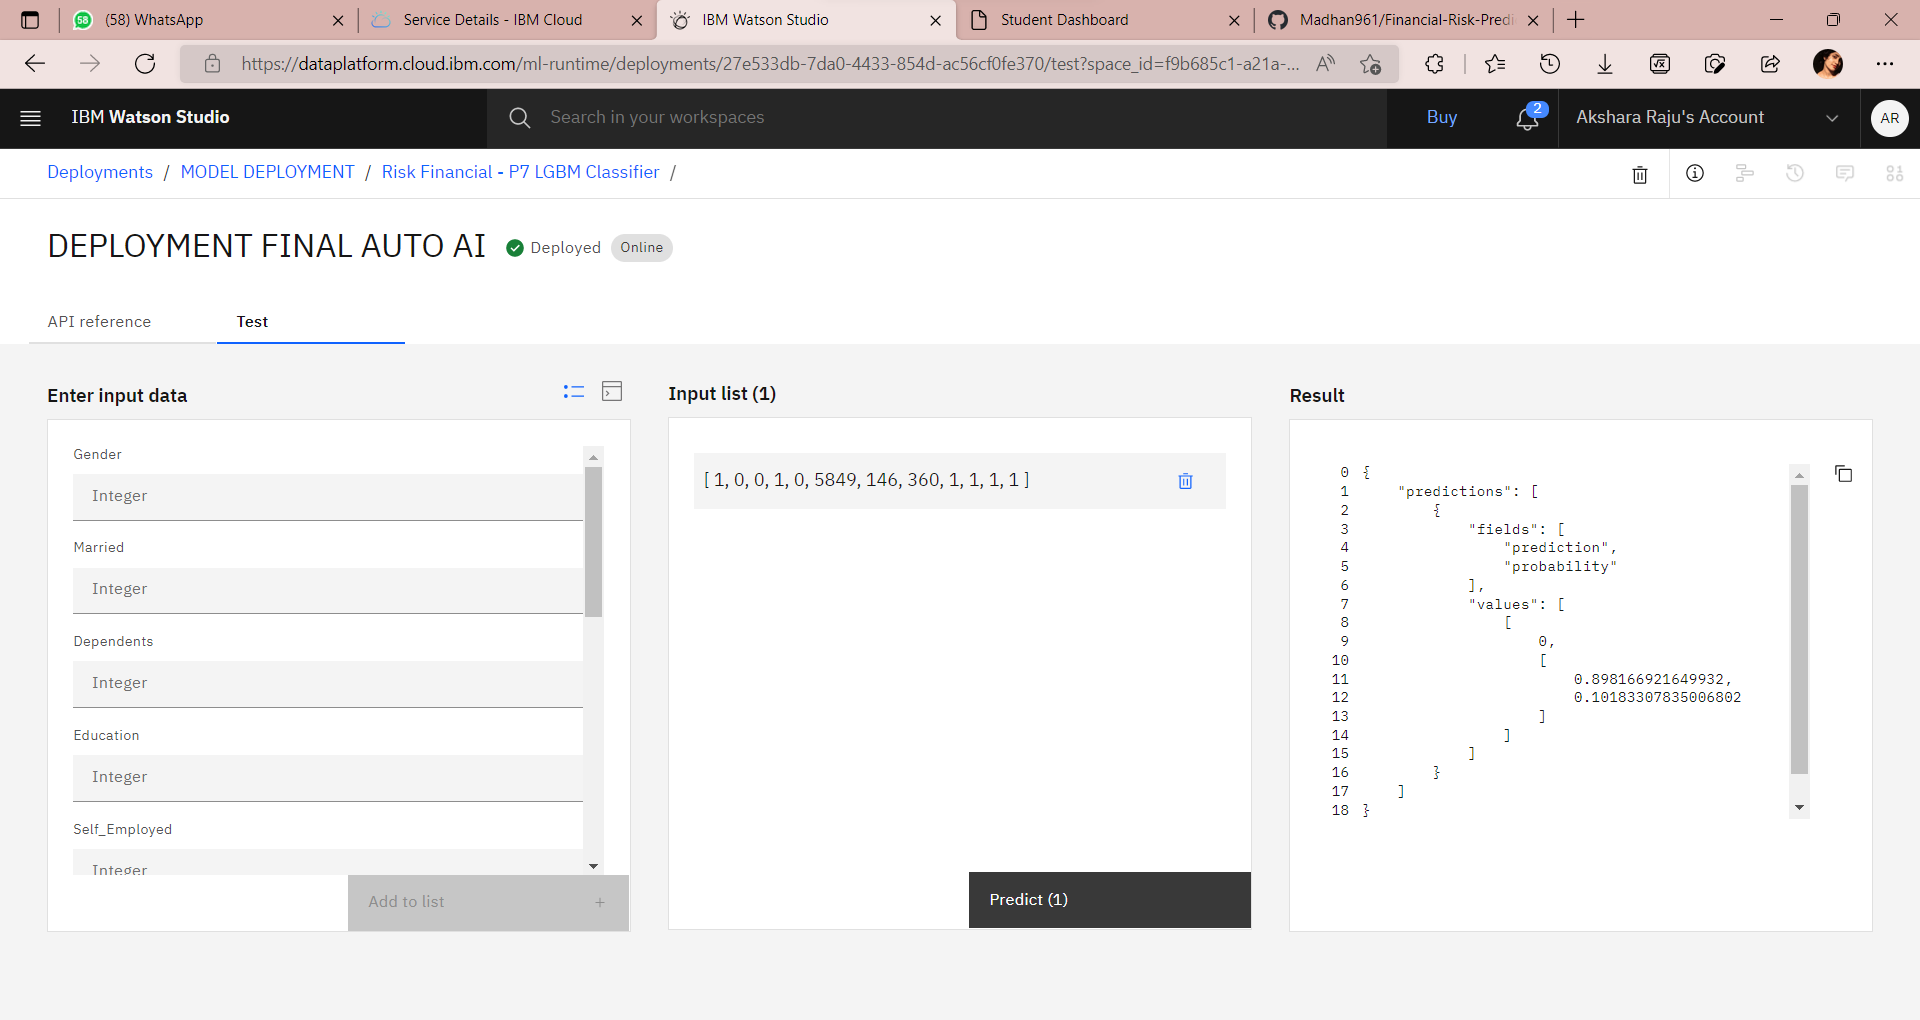 (58) WhatsApp
Service Details - IBM Cloud
IBM Watson Studio
Student Dashboard
Madhan961/Financial-Risk-Predi
https://dataplatform.cloud.ibm.com/ml-runtime/deployments/27e533db-7da0-4433-854d-ac56cf0fe370/test?space_id=f9b685c1-a21a-...
IBM Watson Studio
Search in your workspaces
Buy
2
Akshara Raju's Account
AR
Deployments / MODEL DEPLOYMENT / Risk Financial - P7 LGBM Classifier /
DEPLOYMENT FINAL AUTO AI
Deployed
Online
API reference
Test
Enter input data
Gender
Integer
Married
Integer
Dependents
Integer
Education
Integer
Self_Employed
Integer
Add to list +
Input list (1)
[ 1, 0, 0, 1, 0, 5849, 146, 360, 1, 1, 1, 1 ]
Predict (1)
Result
0 {
1 "predictions": [
2 {
3 "fields": [
4 "prediction",
5 "probability"
6 ],
7 "values": [
8 [
9 0,
10 [
11 0.898166921649932,
12 0.10183307835006802
13 ]
14 ]
15 ]
16 }
17 ]
18 }